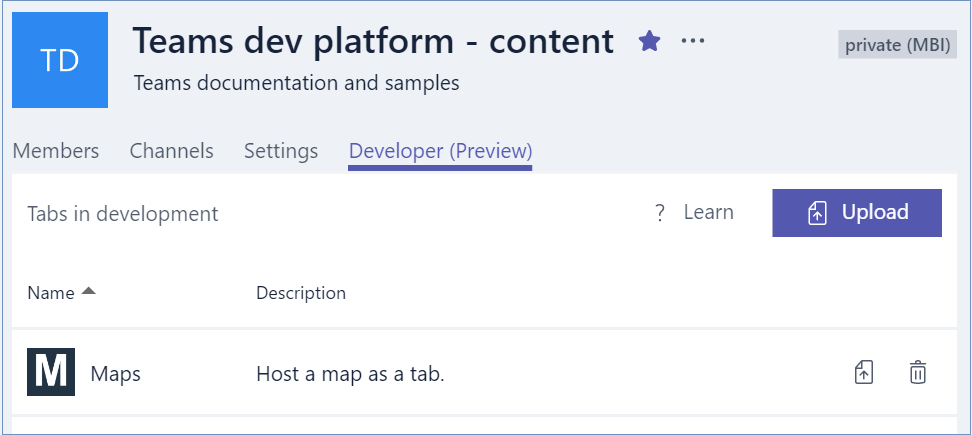 TD
Teams dev platform - content
private (MBI)
Teams documentation and samples
Members Channels Settings Developer (Preview)
Tabs in development ? Learn Upload
Name Description
M Maps Host a map as a tab.